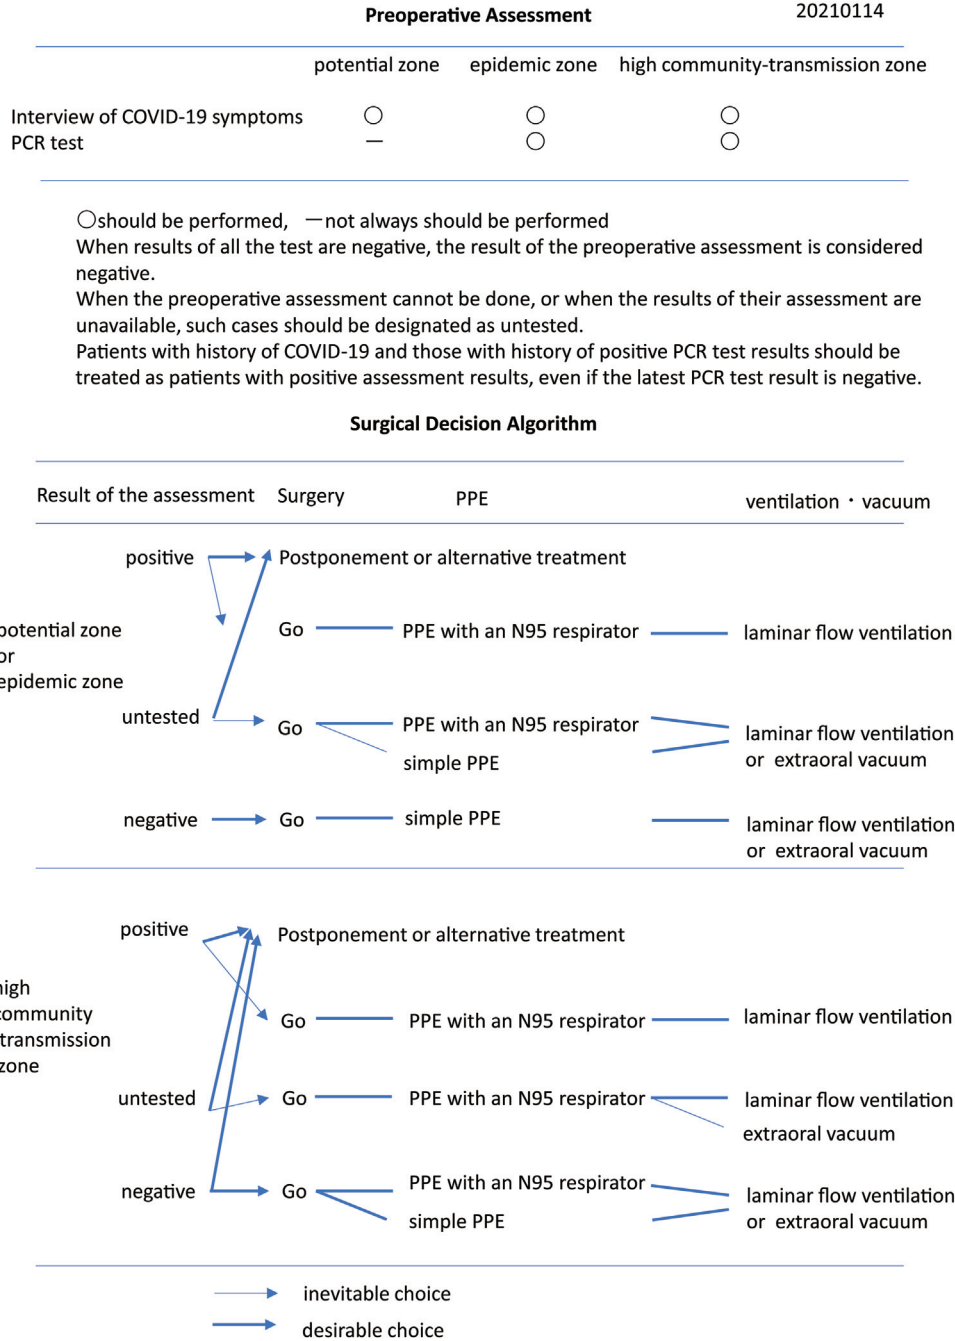 Preoperative Assessment 20210114
potential zone epidemic zone high community-transmission zone
Interview of COVID-19 symptoms ○ ○ ○
PCR test — ○ ○
○should be performed, —not always should be performed
When results of all the test are negative, the result of the preoperative assessment is considered
negative.
When the preoperative assessment cannot be done, or when the results of their assessment are
unavailable, such cases should be designated as untested.
Patients with history of COVID-19 and those with history of positive PCR test results should be
treated as patients with positive assessment results, even if the latest PCR test result is negative.
Surgical Decision Algorithm
Result of the assessment Surgery PPE ventilation・vacuum
positive Postponement or alternative treatment
potential zone
or
epidemic zone
Go PPE with an N95 respirator laminar flow ventilation
untested Go PPE with an N95 respirator
simple PPE
laminar flow ventilation
or extraoral vacuum
negative Go simple PPE
laminar flow ventilation
or extraoral vacuum
positive Postponement or alternative treatment
high
community
transmission
zone
Go PPE with an N95 respirator laminar flow ventilation
untested Go PPE with an N95 respirator laminar flow ventilation
extraoral vacuum
negative Go PPE with an N95 respirator
simple PPE
laminar flow ventilation
or extraoral vacuum
inevitable choice
desirable choice